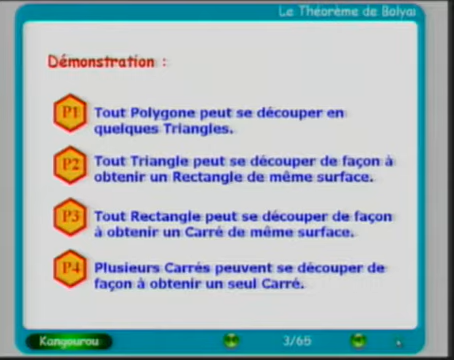 Le Théorème de Bolyai
Démonstration :
P1 Tout Polygone peut se découper en
quelques Triangles.
P2 Tout Triangle peut se découper de façon à
obtenir un Rectangle de même surface.
P3 Tout Rectangle peut se découper de façon
à obtenir un Carré de même surface.
P4 Plusieurs Carrés peuvent se découper de
façon à obtenir un seul Carré.
Kangourou
3/65